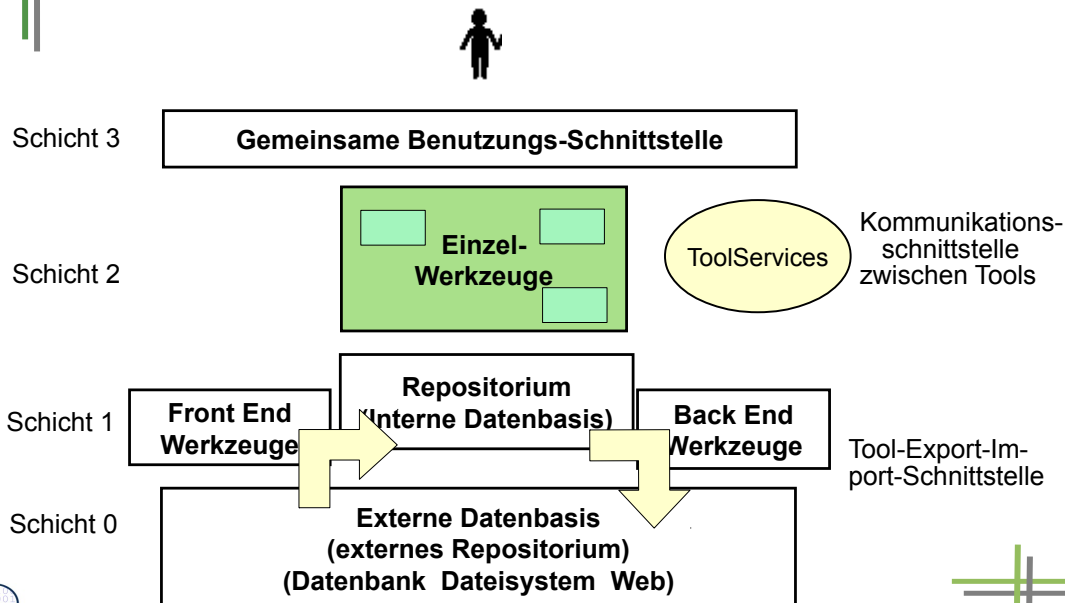 Schicht 3
Gemeinsame Benutzungs-Schnittstelle
Schicht 2
Einzel-
Werkzeuge
ToolServices
Kommunikations-
schnittstelle
zwischen Tools
Schicht 1
Front End
Werkzeuge
Repositorium
(Interne Datenbasis)
Back End
Werkzeuge
Tool-Export-Im-
port-Schnittstelle
Schicht 0
Externe Datenbasis
(externes Repositorium)
(Datenbank Dateisystem Web)